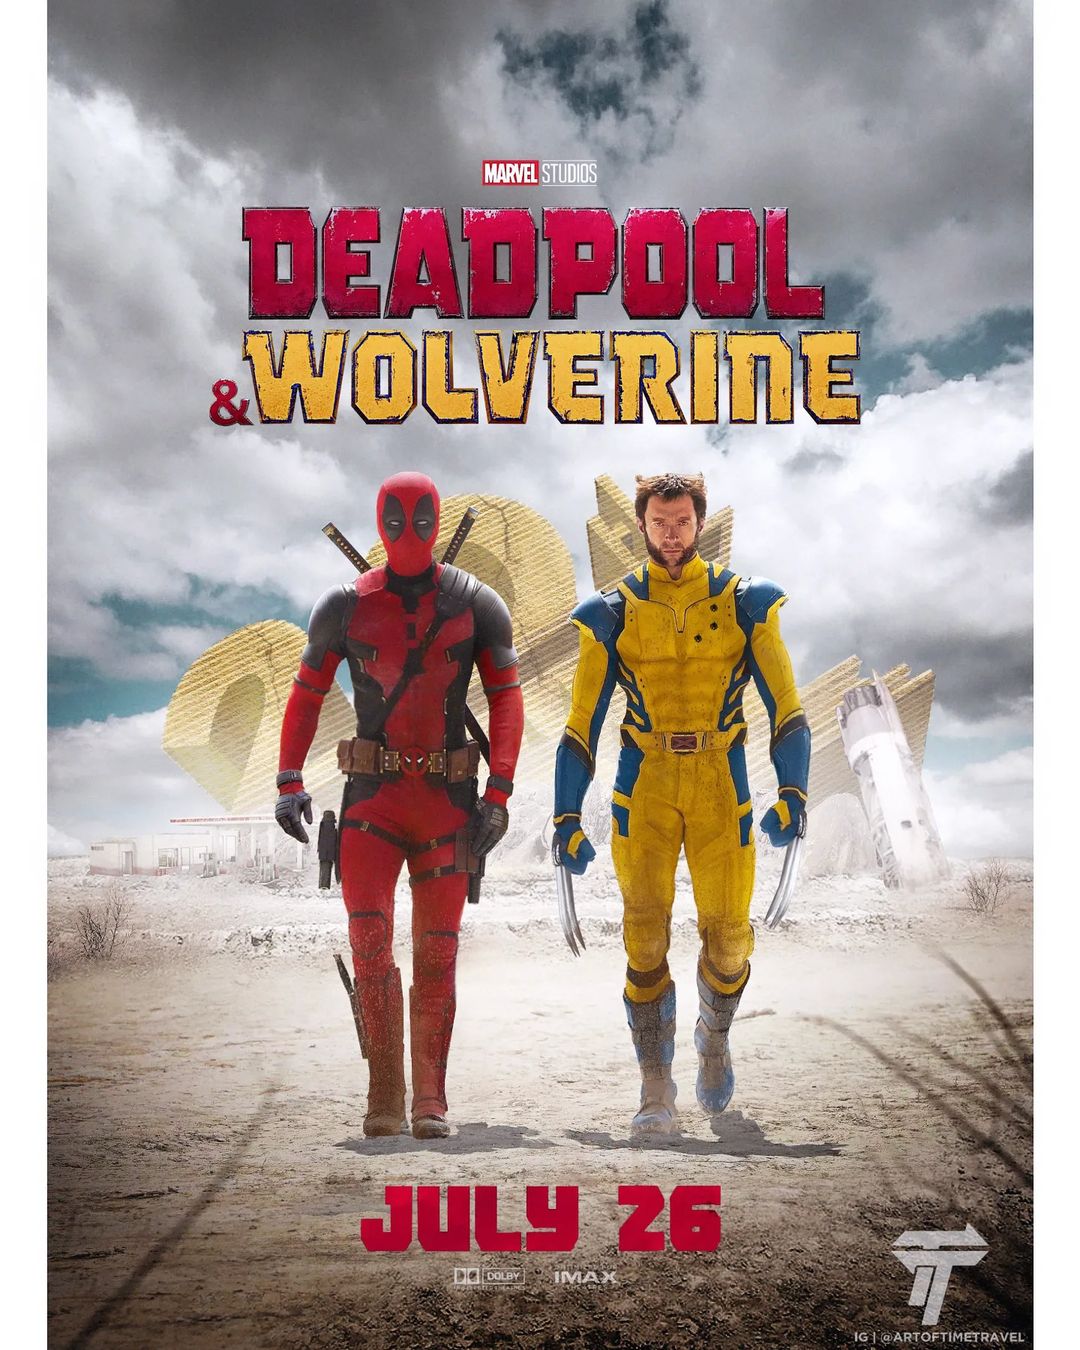 MARVEL STUDIOS
DEADPOOL
& WOLVERINE
JULY 26
DOLBY
IMAX
IG | @ARTOFTIMETRAVEL